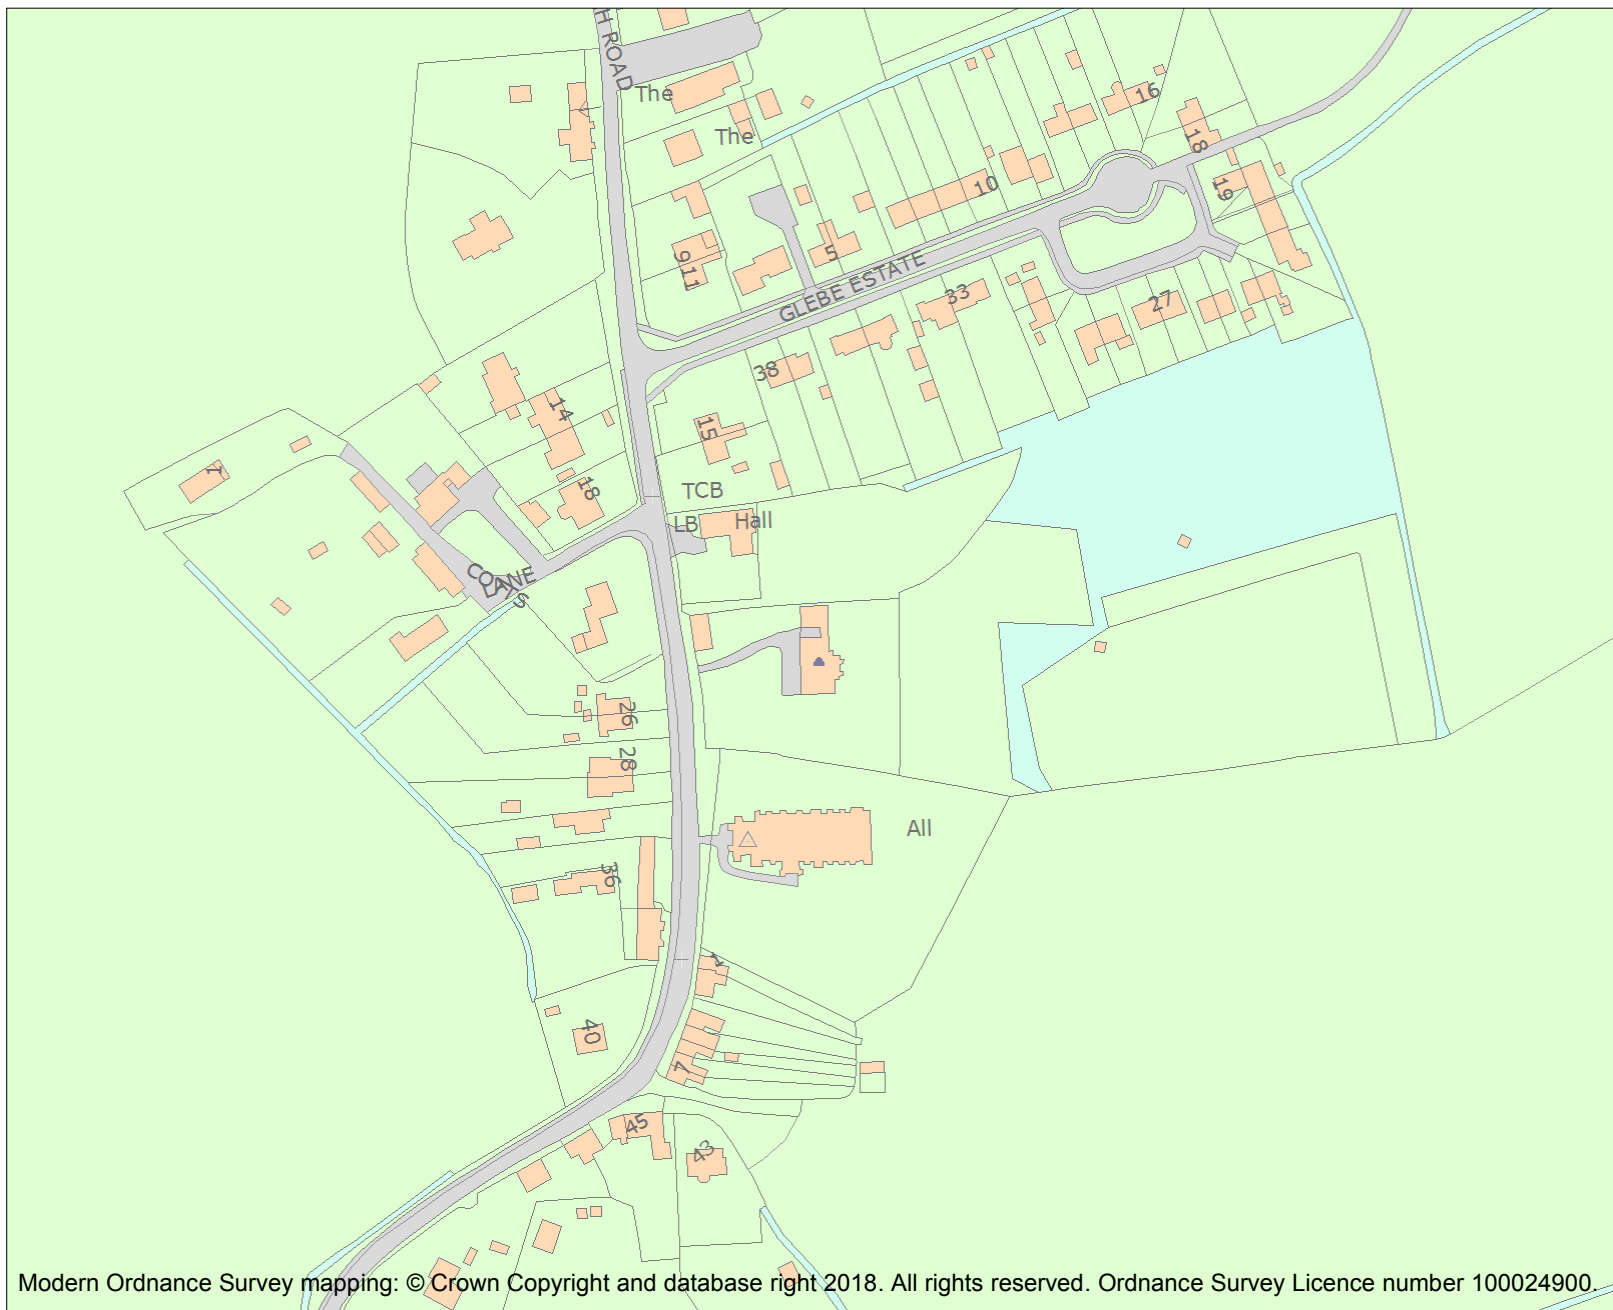 H ROAD
The
The
16
18
19
10
5
9 11
GLEBE ESTATE
33
27
38
14
15
1
18
TCB
LB
Hall
COATS
LANE
26
28
All
36
40
7
45
43
Modern Ordnance Survey mapping: © Crown Copyright and database right 2018. All rights reserved. Ordnance Survey Licence number 100024900.